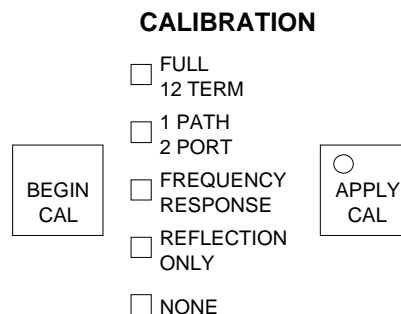 CALIBRATION
FULL
12 TERM
1 PATH
2 PORT
BEGIN
CAL
FREQUENCY
RESPONSE
APPLY
CAL
REFLECTION
ONLY
NONE